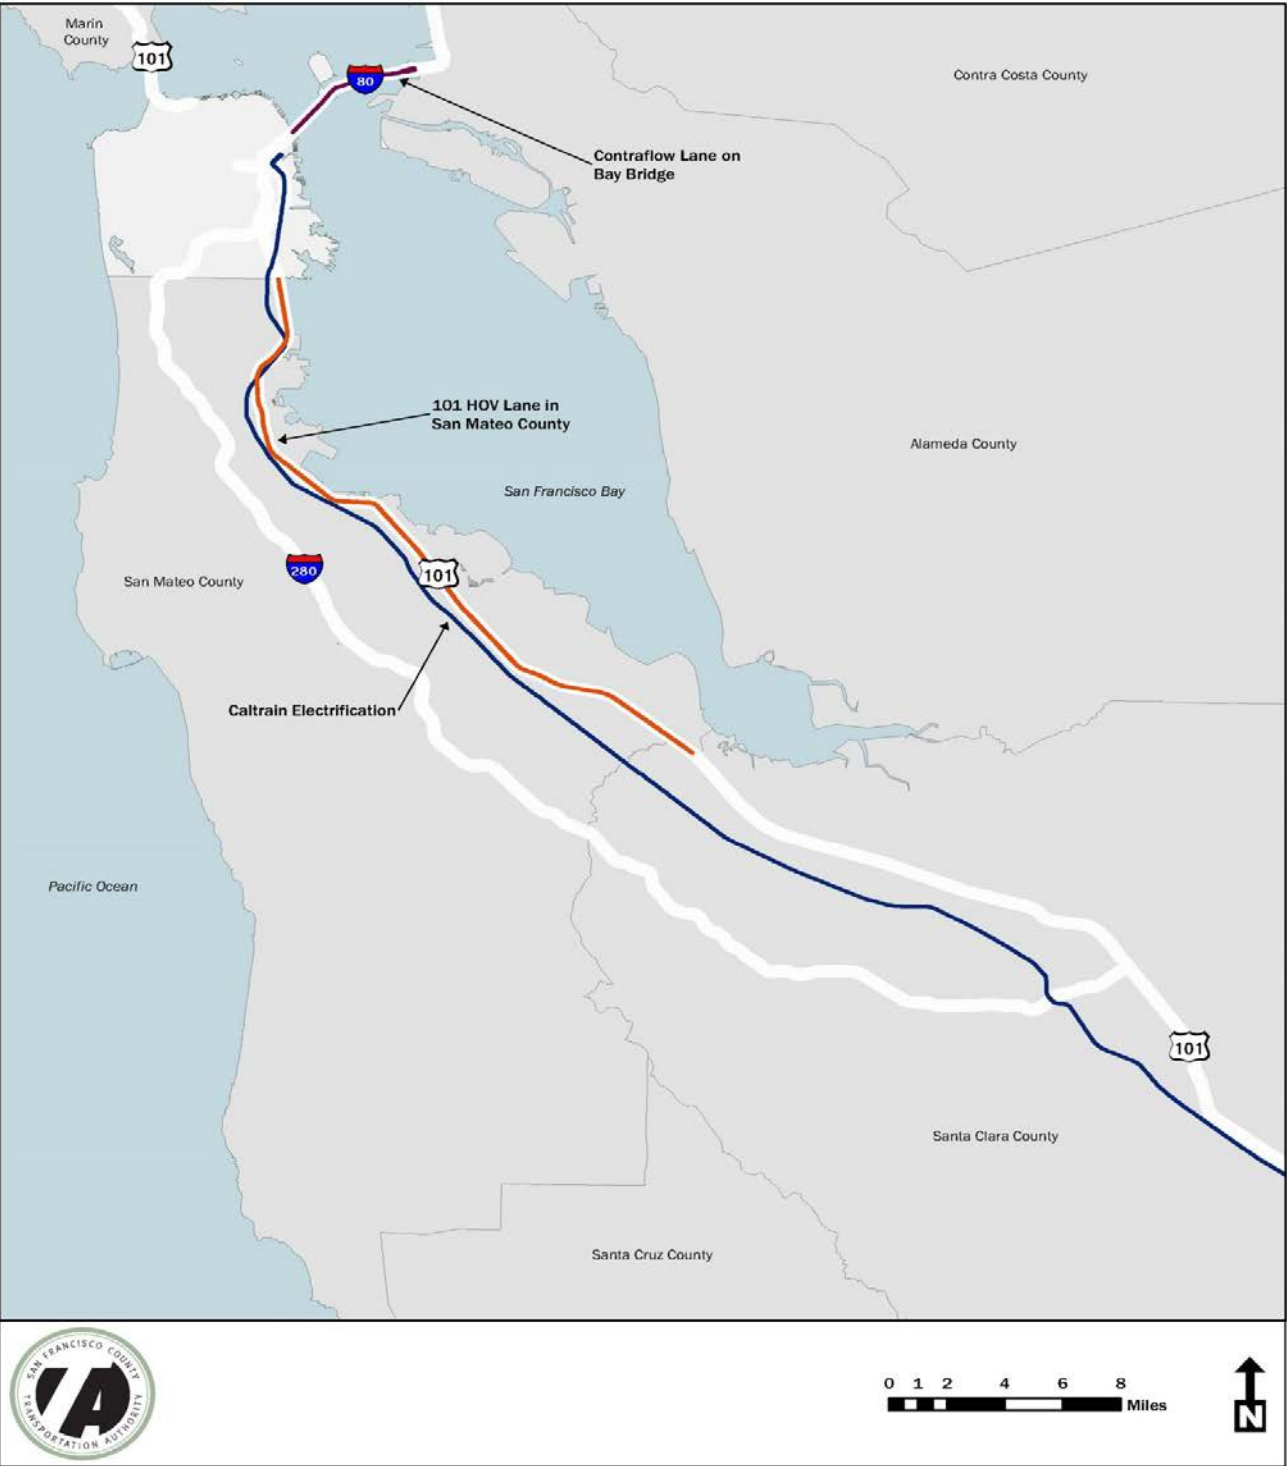 Marin
County
101
80
Contra Costa County
Contraflow Lane on
Bay Bridge
101 HOV Lane in
San Mateo County
Alameda County
San Francisco Bay
280
101
San Mateo County
Caltrain Electrification
Pacific Ocean
101
Santa Clara County
Santa Cruz County
SAN FRANCISCO COUNTY
TRANSPORTATION AUTHORITY
TA
0 1 2 4 6 8
Miles
N